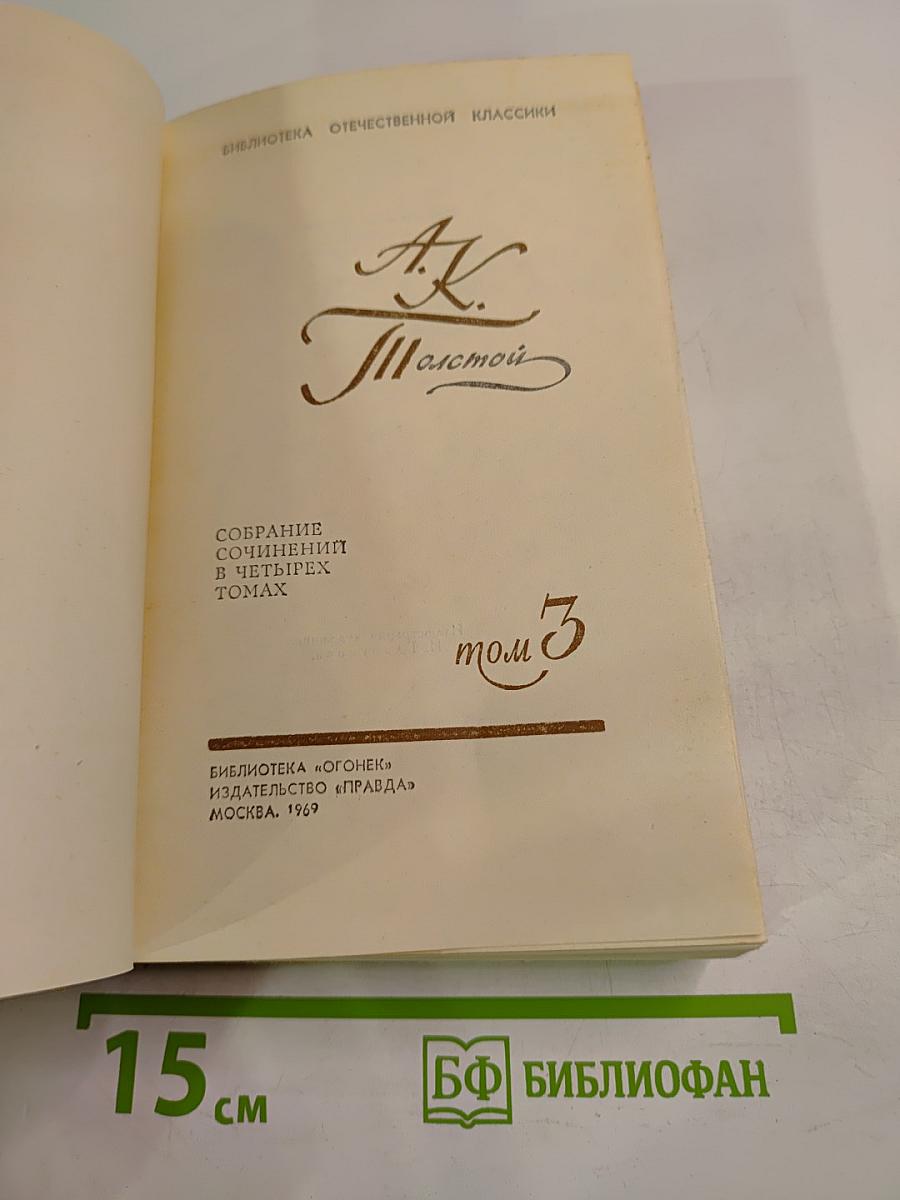 БИБЛИОТЕКА ОТЕЧЕСТВЕННОЙ КЛАССИКИ
А. К.
Толстой
СОБРАНИЕ
СОЧИНЕНИЙ
В ЧЕТЫРЕХ
ТОМАХ
том 3
БИБЛИОТЕКА «ОГОНЕК»
ИЗДАТЕЛЬСТВО «ПРАВДА»
МОСКВА. 1969
15 см
БФ БИБЛИОФАН